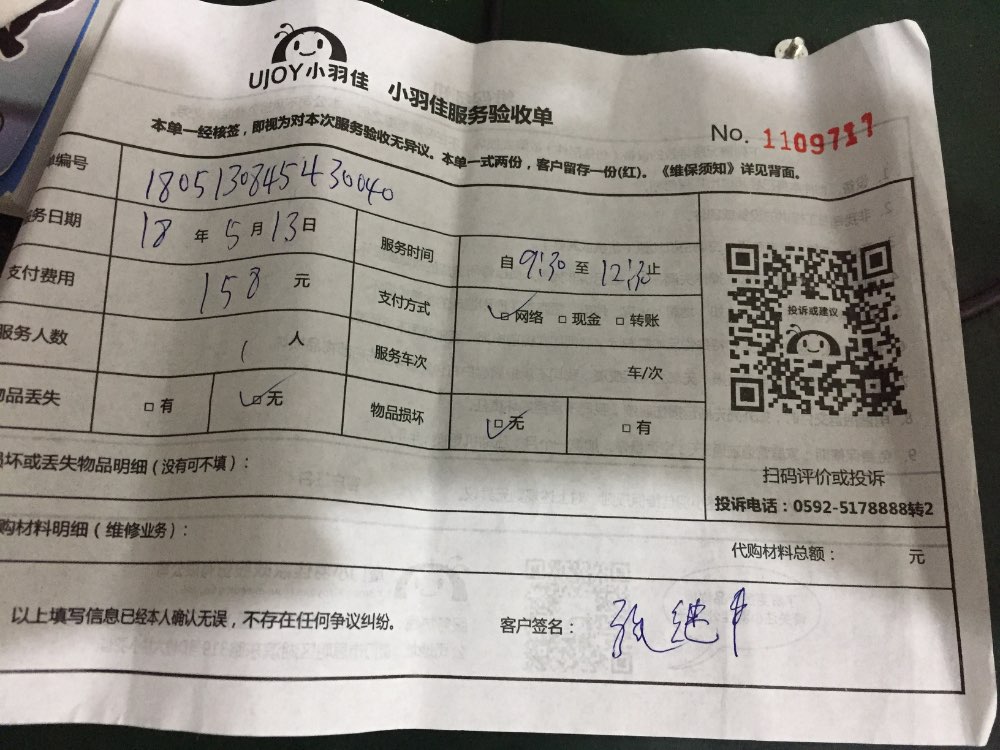 UJOY小羽佳 小羽佳服务验收单
No. 1109717
本单一经核签，即视为对本次服务验收无异议。本单一式两份，客户留存一份(红)。《维保须知》详见背面。
单编号 1805130845430040
务日期 18 年 5 月 13 日 服务时间 自 9:30 至 12:30 止
支付费用 158 元 支付方式 网络 现金 转账
服务人数 1 人 服务车次 车/次
物品丢失 有 无 物品损坏 无 有
投诉或建议
扫码评价或投诉
投诉电话：0592-5178888转2
损坏或丢失物品明细（没有可不填）：
购材料明细（维修业务）：
代购材料总额： 元
以上填写信息已经本人确认无误，不存在任何争议纠纷。 客户签名：